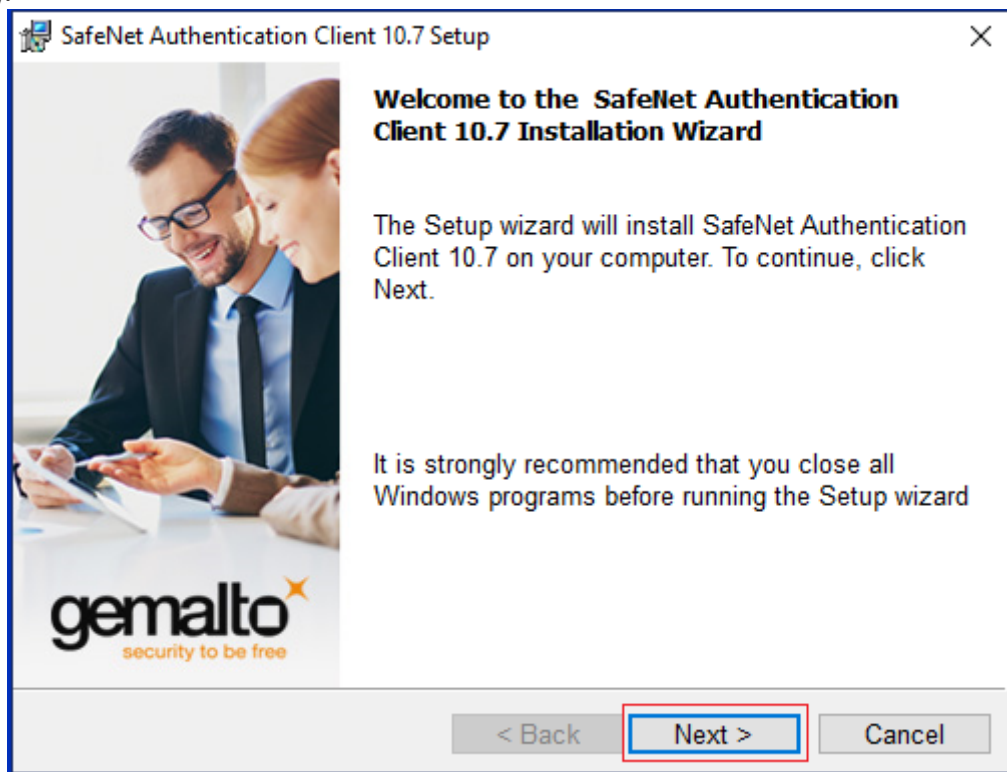 SafeNet Authentication Client 10.7 Setup
Welcome to the SafeNet Authentication
Client 10.7 Installation Wizard
The Setup wizard will install SafeNet Authentication
Client 10.7 on your computer. To continue, click
Next.
It is strongly recommended that you close all
Windows programs before running the Setup wizard
gemalto
security to be free
< Back
Next >
Cancel